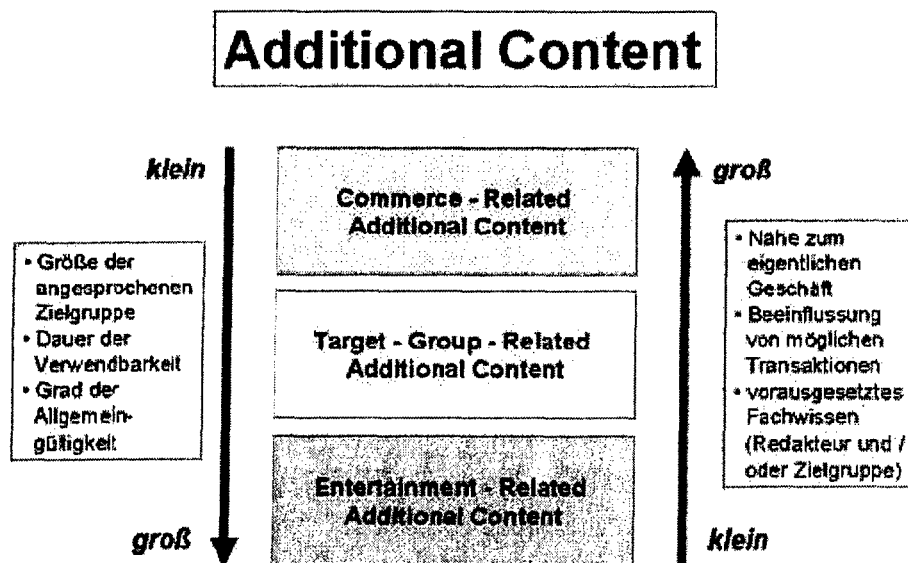 Additional Content
klein
groß
Commerce - Related
Additional Content
• Größe der
angesprochenen
Zielgruppe
• Dauer der
Verwendbarkeit
• Grad der
Allgemein-
gültigkeit
Target - Group - Related
Additional Content
• Nähe zum
eigentlichen
Geschäft
• Beeinflussung
von möglichen
Transaktionen
• vorausgesetztes
Fachwissen
(Redakteur und /
oder Zielgruppe)
Entertainment - Related
Additional Content
groß
klein